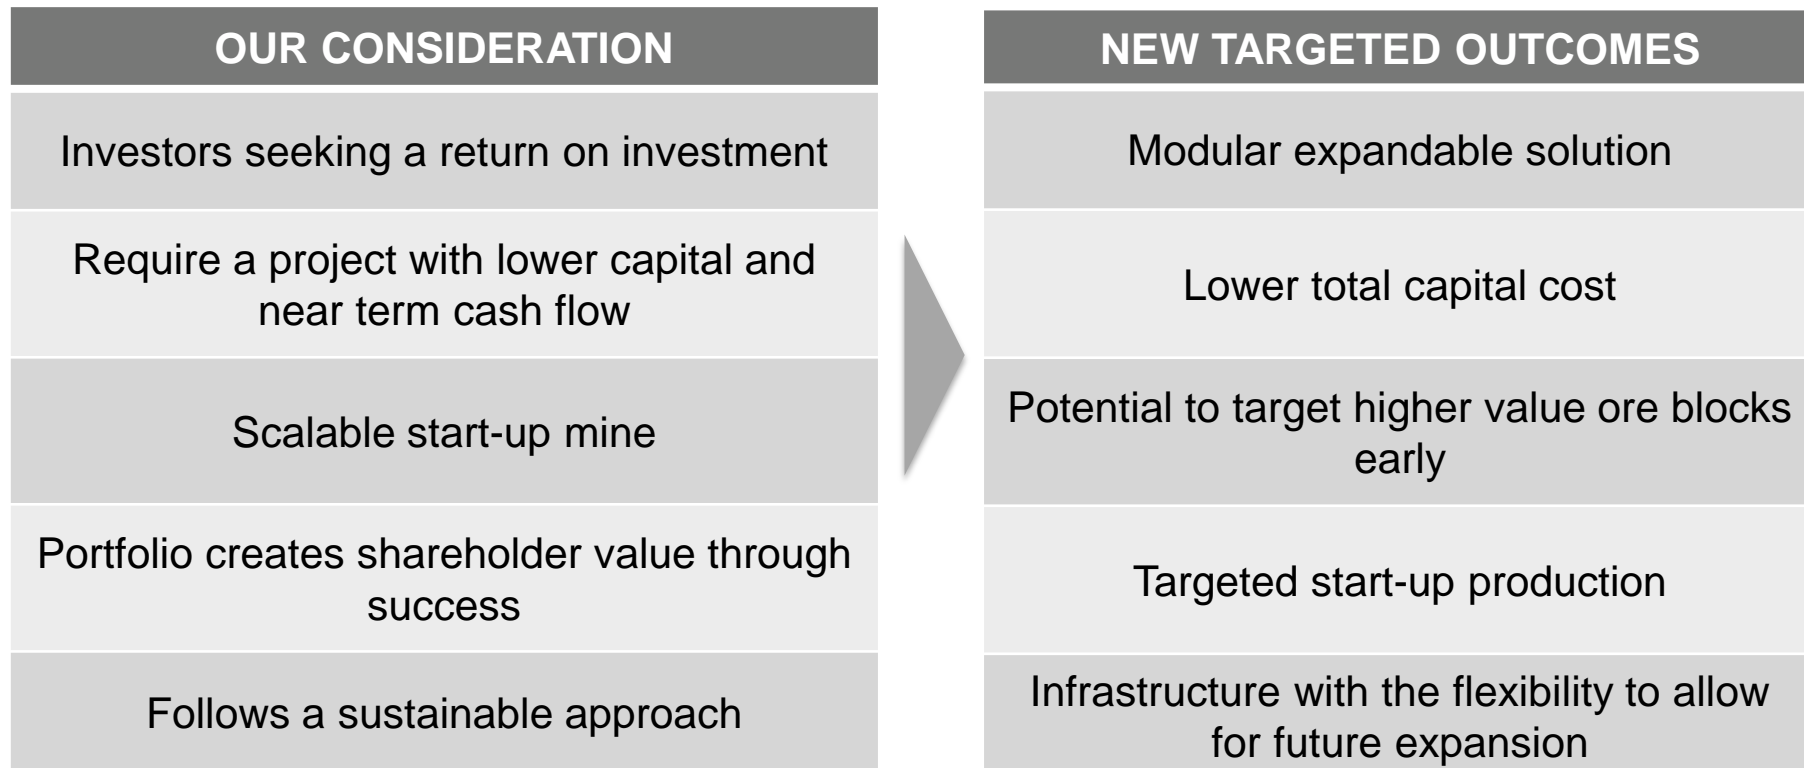 OUR CONSIDERATION
Investors seeking a return on investment
Require a project with lower capital and
near term cash flow
Scalable start-up mine
Portfolio creates shareholder value through
success
Follows a sustainable approach
NEW TARGETED OUTCOMES
Modular expandable solution
Lower total capital cost
Potential to target higher value ore blocks
early
Targeted start-up production
Infrastructure with the flexibility to allow
for future expansion